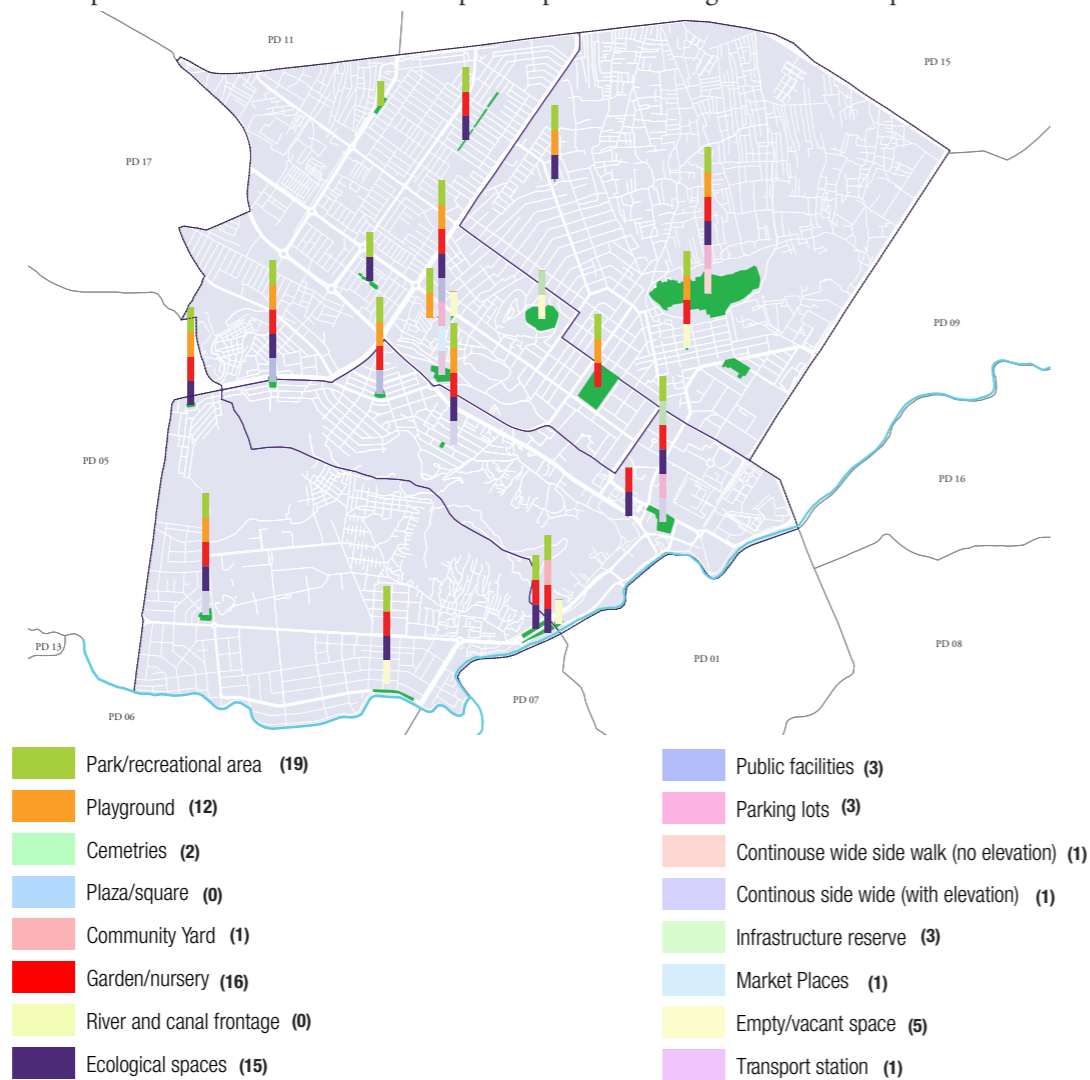 PD 11
PD 15
PD 17
PD 09
PD 05
PD 16
PD 13
PD 08
PD 01
PD 07
PD 06
Park/recreational area (19)
Playground (12)
Cemetries (2)
Plaza/square (0)
Community Yard (1)
Garden/nursery (16)
River and canal frontage (0)
Ecological spaces (15)
Public facilities (3)
Parking lots (3)
Continouse wide side walk (no elevation) (1)
Continous side wide (with elevation) (1)
Infrastructure reserve (3)
Market Places (1)
Empty/vacant space (5)
Transport station (1)